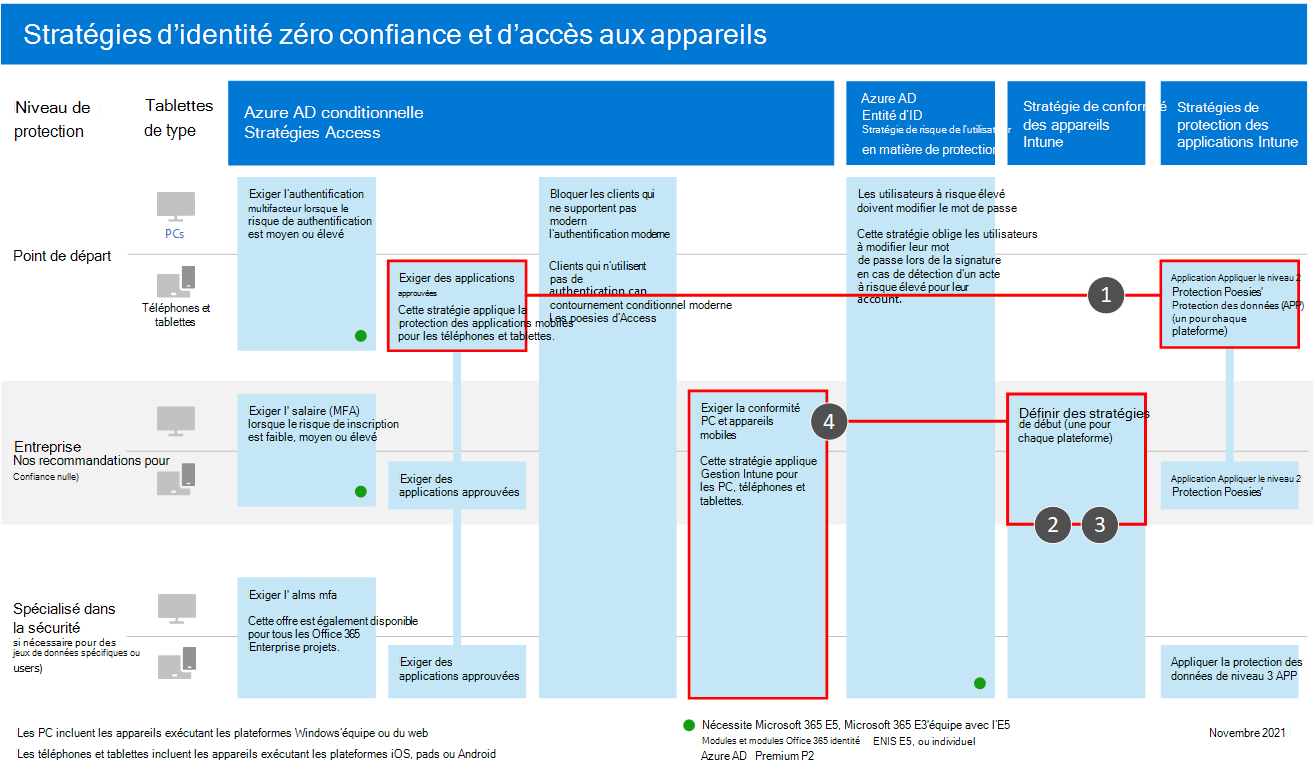 Stratégies d'identité zéro confiance et d'accès aux appareils
Niveau de
protection
Tablettes
de type
Azure AD conditionnelle
Stratégies Access
Azure AD
Entité d'ID
Stratégie de risque de l'utilisateur
en matière de protection
Stratégie de conformité
des appareils
Intune
Stratégies de
protection des
applications Intune
Point de départ
PCs
Téléphones et
tablettes
Exiger l'authentification
multifacteur lorsque le
risque de authentification
est moyen ou élevé
Exiger des applications
approuvées
Cette stratégie applique la
protection des applications mobiles
pour les téléphones et tablettes.
Bloquer les clients qui
ne supportent pas
modern
l'authentification moderne
Clients qui n'utilisent
pas de
authentication can
contournement conditionnel moderne
Les poesies d'Access
Les utilisateurs à risque élevé
doivent modifier le mot de passe
Cette stratégie oblige les utilisateurs
à modifier leur mot
de passe lors de la signature
en cas de détection d'un acte
à risque élevé pour leur
account.
1
Application Appliquer le niveau 2
Protection Poesies'
Protection des données (APP)
(un pour chaque
plateforme)
Entreprise
Nos recommandations pour
Confiance nulle)
Exiger l' salaire (MFA)
lorsque le risque de inscription
est faible, moyen ou élevé
Exiger des
applications approuvées
Exiger la conformité
PC et appareils
mobiles
Cette stratégie applique
Gestion Intune pour
les PC, téléphones et
tablettes.
4
Définir des stratégies
de début (une pour
chaque plateforme)
2
3
Application Appliquer le niveau 2
Protection Poesies'
Spécialisé dans
la sécurité
si nécessaire pour des
jeux de données spécifiques ou
users)
Exiger l' alms mfa
Cette offre est également disponible
pour tous les Office 365
Enterprise projets.
Exiger des
applications approuvées
Appliquer la protection des
données de niveau 3 APP
Les PC incluent les appareils exécutant les plateformes Windows'équipe ou du web
Les téléphones et tablettes incluent les appareils exécutant les plateformes iOS, pads ou Android
Nécessite Microsoft 365 E5, Microsoft 365 E3'équipe avec l'E5
Modules et modules Office 365 identité ENIS E5, ou individuel
Azure AD Premium P2
Novembre 2021